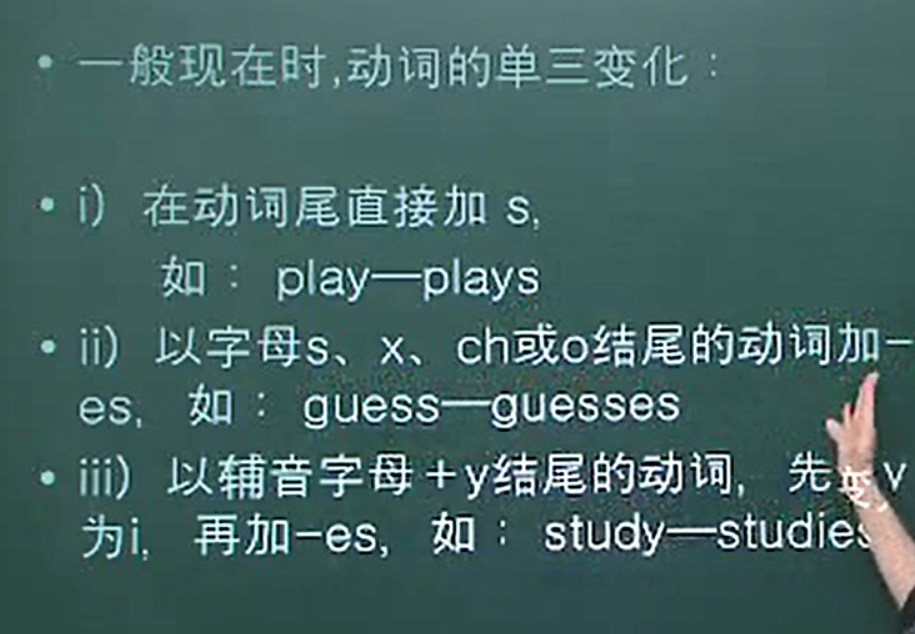 一般现在时,动词的单三变化：
i) 在动词尾直接加 s,
如： play—plays
ii) 以字母s、x、ch或o结尾的动词加-
es, 如： guess—guesses
iii) 以辅音字母+y结尾的动词, 先变y
为i, 再加-es, 如： study—studies